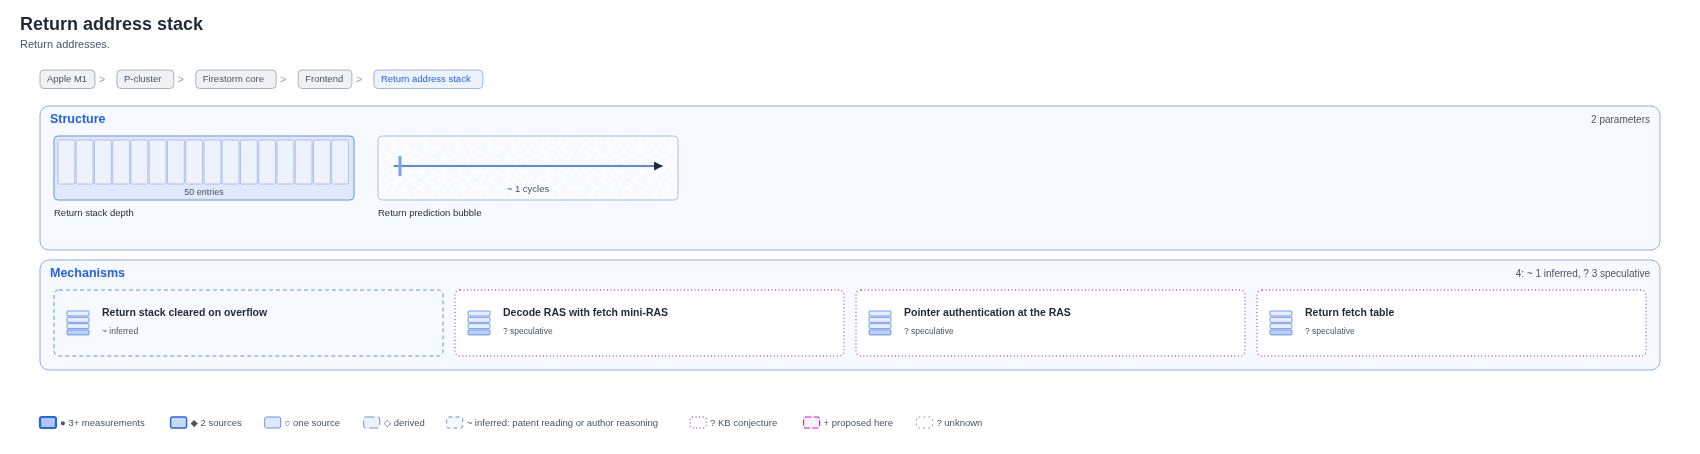 Return address stack
Return addresses.
Apple M1 > P-cluster > Firestorm core > Frontend > Return address stack
Structure
2 parameters
50 entries
~ 1 cycles
Return stack depth
Return prediction bubble
Mechanisms
4: ~ 1 inferred, ? 3 speculative
Return stack cleared on overflow
~ inferred
Decode RAS with fetch mini-RAS
? speculative
Pointer authentication at the RAS
? speculative
Return fetch table
? speculative
● 3+ measurements ◆ 2 sources ○ one source ◇ derived ~ inferred: patent reading or author reasoning ? KB conjecture + proposed here ? unknown